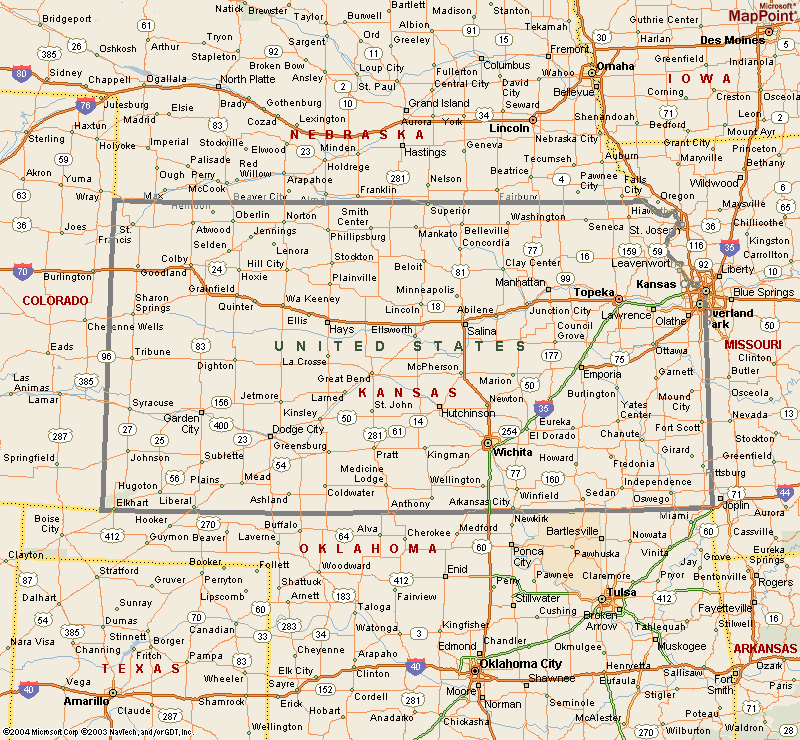 Microsoft®
MapPoint®
Bridgeport
Natick
Brewster
Taylor
Burwell
Bartlett
Madison
Stanton
Tekamah
Guthrie Center
Harlan
Des Moines
Oshkosh
Arthur
Tryon
Sargent
Ord
Greeley
Albion
Fremont
Greenfield
Indianola
Stapleton
Broken Bow
Loup City
Columbus
Wahoo
Omaha
IOWA
Sidney
Chappell
Ogallala
North Platte
Ansley
St. Paul
Fullerton
Central City
David City
Bellevue
Corning
Creston
Osceola
Julesburg
Elsie
Brady
Gothenburg
Lexington
Grand Island
Seward
Shenandoah
Bedford
Leon
Haxtun
Madrid
Cozad
Aurora
York
Lincoln
Mount Ayr
Sterling
Holyoke
Imperial
Stockville
Elwood
NEBRASKA
Minden
Hastings
Nebraska City
Grant City
Princeton
Palisade
Red Willow
Holdrege
Geneva
Tecumseh
Auburn
Maryville
Bethany
Akron
Yuma
Ough
Perry
McCook
Arapahoe
Franklin
Nelson
Beatrice
Pawnee City
Falls City
Wildwood
Wray
Max
Herndon
Beaver City
Alma
Fairbury
Oregon
Maysville
Joes
St. Francis
Atwood
Oberlin
Norton
Smith Center
Superior
Washington
Hiawatha
Seneca
St. Joseph
Chillicothe
Selden
Jennings
Phillipsburg
Mankato
Belleville
Concordia
Kingston
Carrollton
Colby
Lenora
Stockton
Beloit
Clay Center
Leavenworth
Liberty
Burlington
Goodland
Hill City
Hoxie
Plainville
Minneapolis
Manhattan
Topeka
Kansas
Blue Springs
COLORADO
Sharon Springs
Grainfield
Quinter
Wa Keeney
Lincoln
Abilene
Junction City
Lawrence
Olathe
Overland Park
Cheyenne Wells
Ellis
Hays
Ellsworth
Salina
Council Grove
MISSOURI
Eads
Tribune
Dighton
UNITED STATES
La Crosse
McPherson
Ottawa
Clinton
Butler
Las Animas
Lamar
Great Bend
Marion
Emporia
Garnett
Syracuse
Garden City
Jetmore
Larned
KANSAS
St. John
Newton
Burlington
Mound City
Osceola
Kinsley
Hutchinson
Yates Center
Nevada
Dodge City
Greensburg
Eureka
El Dorado
Chanute
Fort Scott
Stockton
Springfield
Johnson
Sublette
Pratt
Kingman
Wichita
Howard
Fredonia
Girard
Greenfield
Hugoton
Plains
Mead
Medicine Lodge
Wellington
Independence
ttsburg
Elkhart
Liberal
Ashland
Coldwater
Anthony
Arkansas City
Winfield
Sedan
Oswego
Joplin
Boise City
Hooker
Buffalo
Alva
Cherokee
Medford
Newkirk
Bartlesville
Miami
Aurora
Cassville
Guymon
Beaver
Laverne
OKLAHOMA
Ponca City
Nowata
Vinita
Grove
Clayton
Booker
Follett
Woodward
Enid
Pawhuska
Jay
Eureka Springs
Stratford
Gruver
Perryton
Shattuck
Perry
Pawnee
Claremore
Pryor
Bentonville
Rogers
Dalhart
Sunray
Lipscomb
Arnett
Fairview
Stillwater
Tulsa
Dumas
Canadian
Taloga
Cushing
Broken Arrow
Fayetteville
Nara Visa
Stinnett
Borger
Watonga
Kingfisher
Tahlequah
Stilwell
Channing
Fritch
Pampa
Cheyenne
Arapaho
Edmond
Chandler
Okmulgee
Muskogee
ARKANSAS
TEXAS
Wheeler
Elk City
Clinton
Oklahoma City
Henryetta
Sallisaw
Ozark
Vega
Amarillo
Shamrock
Sayre
Cordell
Moore
Shawnee
Eufaula
Fort Smith
Paris
Claude
Erick
Hobart
Anadarko
Norman
Seminole
Stigler
Wellington
Chickasha
McAlester
Poteau
Wilburton
Waldron
©2004 Microsoft Corp ©2003 NavTech, and/or GDT, Inc